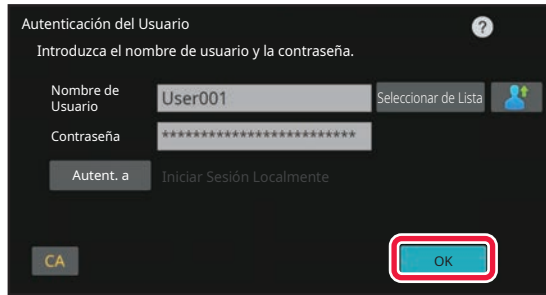 Autenticación del Usuario
?
Introduzca el nombre de usuario y la contraseña.
Nombre de
Usuario
User001
Seleccionar de Lista
Contraseña
**************************
Autent. a
Iniciar Sesión Localmente
CA
OK